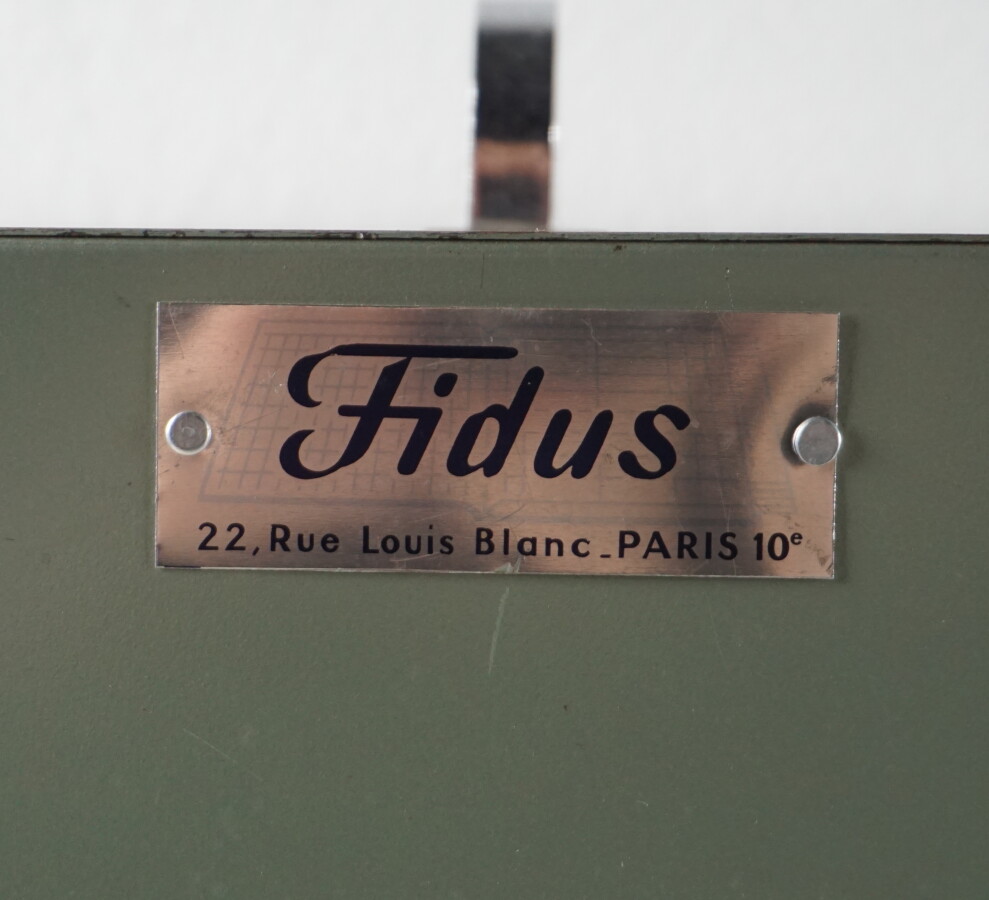 Fidus
22, Rue Louis Blanc_PARIS 10ᵉ